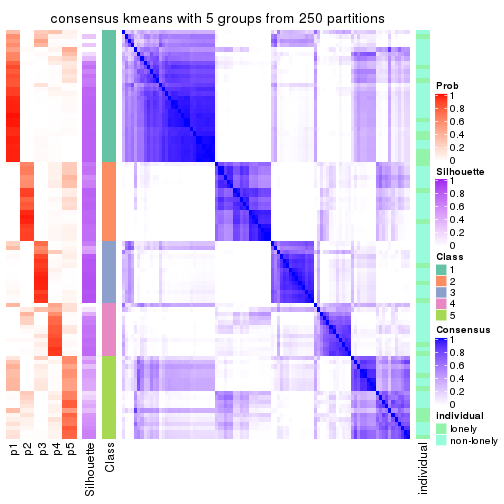 consensus kmeans with 5 groups from 250 partitions
Prob
1
0.8
0.6
0.4
0.2
0
Silhouette
1
0.8
0.6
0.4
0.2
0
Class
1
2
3
4
5
Consensus
1
0.8
0.6
0.4
0.2
0
individual
lonely
non-lonely
p1
p2
p3
p4
p5
Silhouette
Class
individual